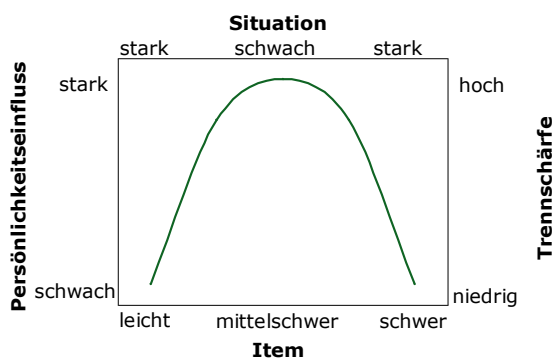 Situation
stark schwach stark
Persönlichkeitseinfluss
stark
schwach
hoch
niedrig
Trennschärfe
leicht mittelschwer schwer
Item